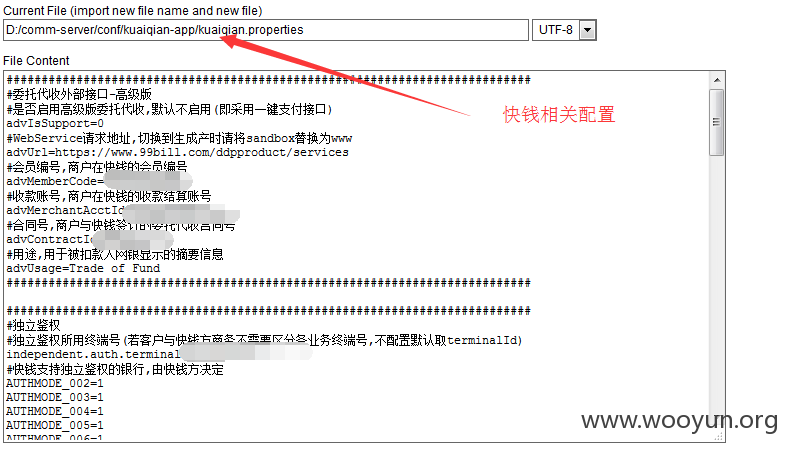 Current File (import new file name and new file)
D:/comm-server/conf/kuaiqian-app/kuaiqian.properties
UTF-8
File Content
快钱相关配置
###########################################################################
#委托代收外部接口-高级版
#是否启用高级版委托代收,默认不启用(即采用一键支付接口)
advIsSupport=0
#WebService请求地址,切换到生成产时请将sandbox替换为www
advUrl=https://www.99bill.com/ddpproduct/services
#会员编号,商户在快钱的会员编号
advMemberCode=
#收款账号,商户在快钱的收款结算账号
advMerchantAcctId
#合同号,商户与快钱签订的委托代收合同号
advContractId
#用途,用于被扣款人网银显示的摘要信息
advUsage=Trade of Fund
###########################################################################
###########################################################################
#独立鉴权
#独立鉴权所用终端号(若客户与快钱方商务不需要区分各业务终端号,不配置默认取terminalId)
independent.auth.terminal
#快钱支持独立鉴权的银行,由快钱方决定
AUTHMODE_002=1
AUTHMODE_003=1
AUTHMODE_004=1
AUTHMODE_005=1
AUTHMODE_006=1
www.wooyun.org